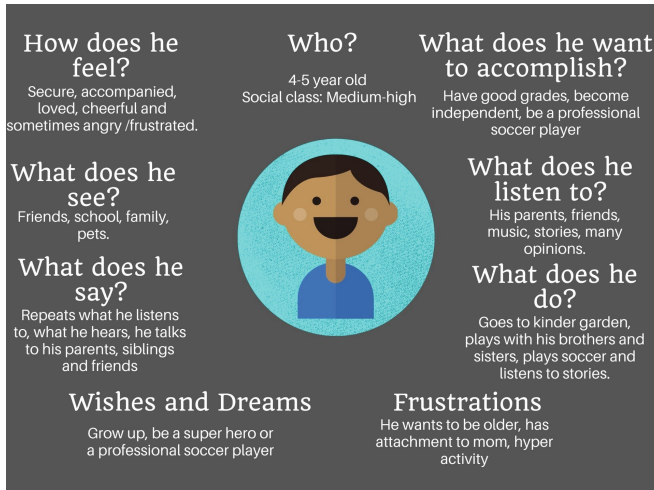 How does he
feel?
Secure, accompanied,
loved, cheerful and
sometimes angry /frustrated.
Who?
4-5 year old
Social class: Medium-high
What does he want
to accomplish?
Have good grades, become
independent, be a professional
soccer player
What does he
see?
Friends, school, family,
pets.
What does he
listen to?
His parents, friends,
music, stories, many
opinions.
What does he
say?
Repeats what he listens
to, what he hears, he talks
to his parents, siblings
and friends
What does he
do?
Goes to kinder garden,
plays with his brothers and
sisters, plays soccer and
listens to stories.
Wishes and Dreams
Grow up, be a super hero or
a professional soccer player
Frustrations
He wants to be older, has
attachment to mom, hyper
activity